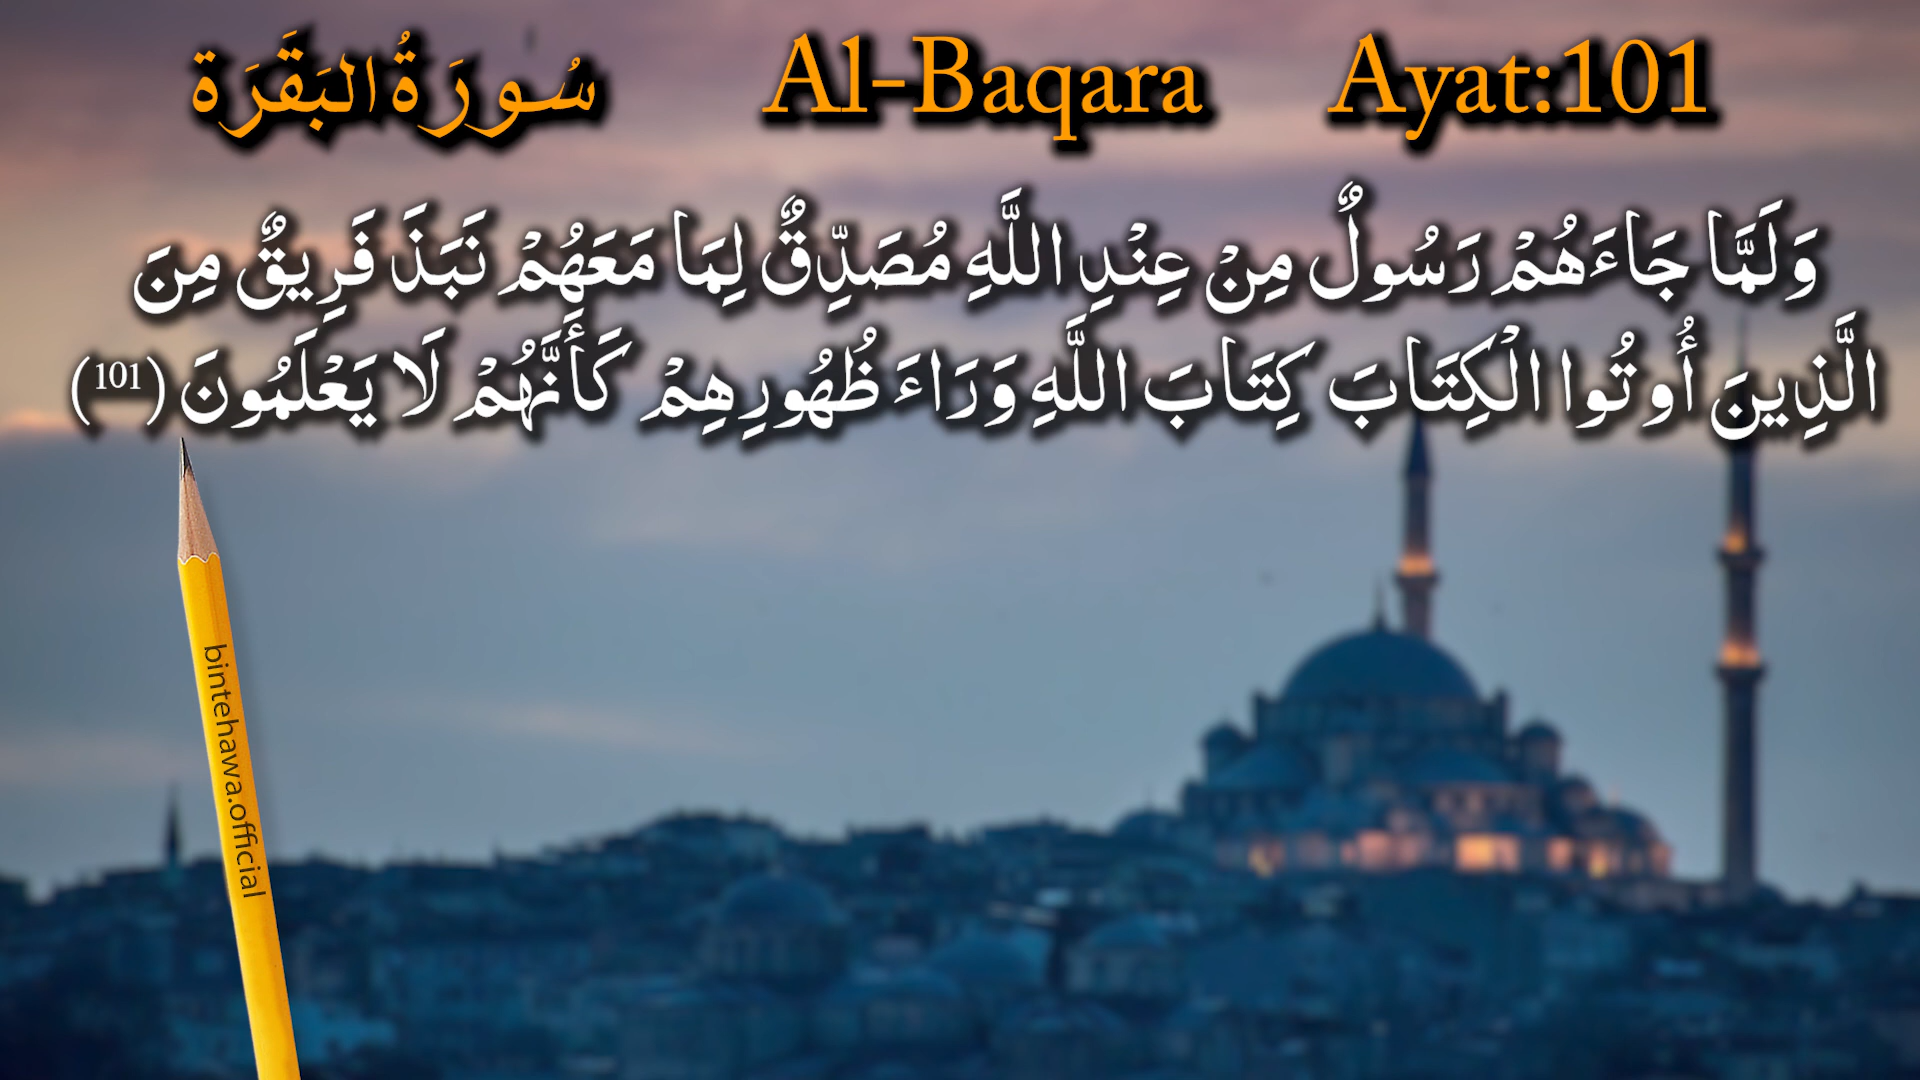 سُورَةُ البَقَرَة Al-Baqara Ayat:101
وَلَمَّا جَاءَهُمْ رَسُولٌ مِنْ عِنْدِ اللَّهِ مُصَدِّقٌ لِمَا مَعَهُمْ نَبَذَ فَرِيقٌ مِنَ
الَّذِينَ أُوتُوا الْكِتَابَ كِتَابَ اللَّهِ وَرَاءَ ظُهُورِهِمْ كَأَنَّهُمْ لَا يَعْلَمُونَ (101)
bintehawa.official